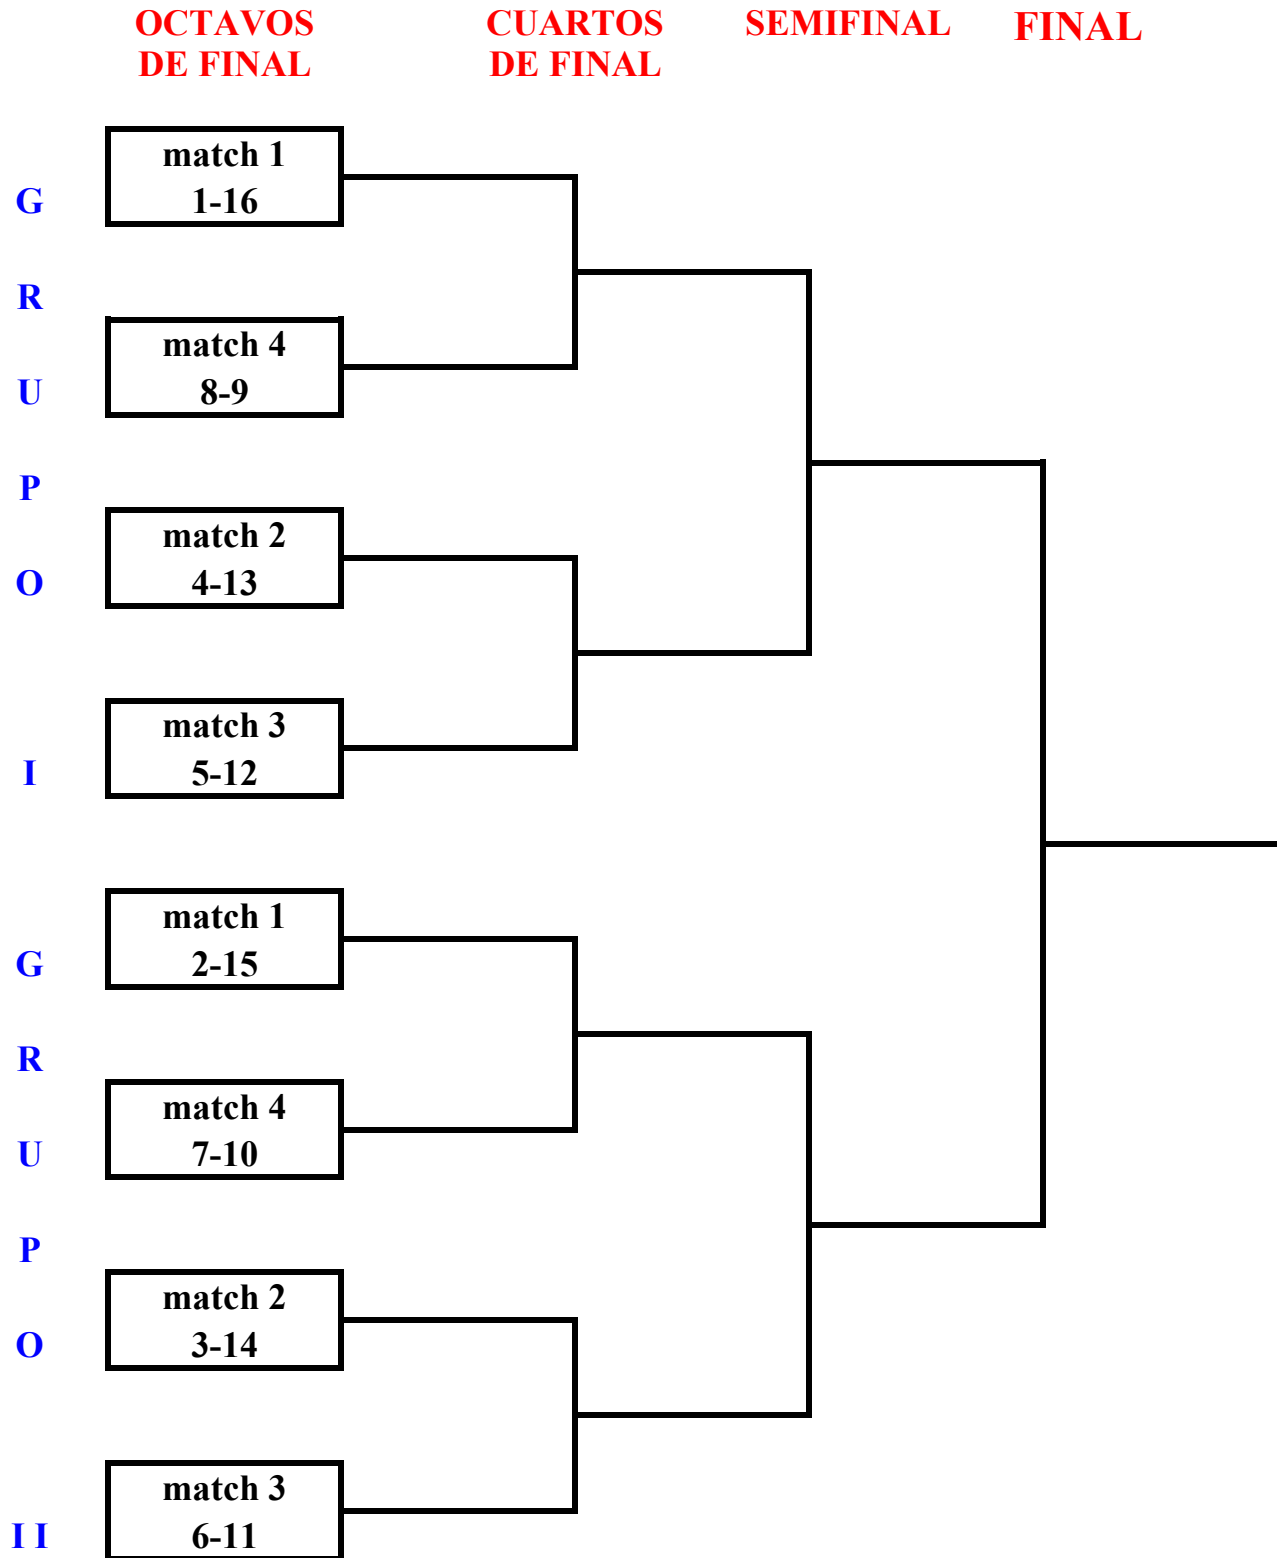 OCTAVOS
DE FINAL
CUARTOS
DE FINAL
SEMIFINAL
FINAL
G
R
U
P
O
I
match 1
1-16
match 4
8-9
match 2
4-13
match 3
5-12
G
R
U
P
O
I I
match 1
2-15
match 4
7-10
match 2
3-14
match 3
6-11